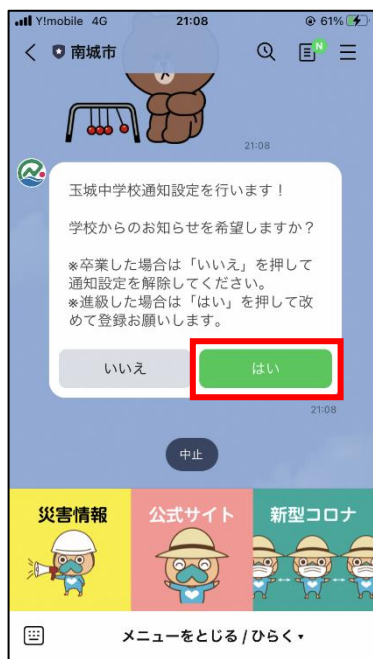 Y!mobile 4G 21:08 61%
南城市 N
21:08
玉城中学校通知設定を行います！
学校からのお知らせを希望しますか？
※卒業した場合は「いいえ」を押して
通知設定を解除してください。
※進級した場合は「はい」を押して改
めて登録お願いします。
いいえ はい
21:08
中止
災害情報 公式サイト 新型コロナ
メニューをとじる / ひらく▼